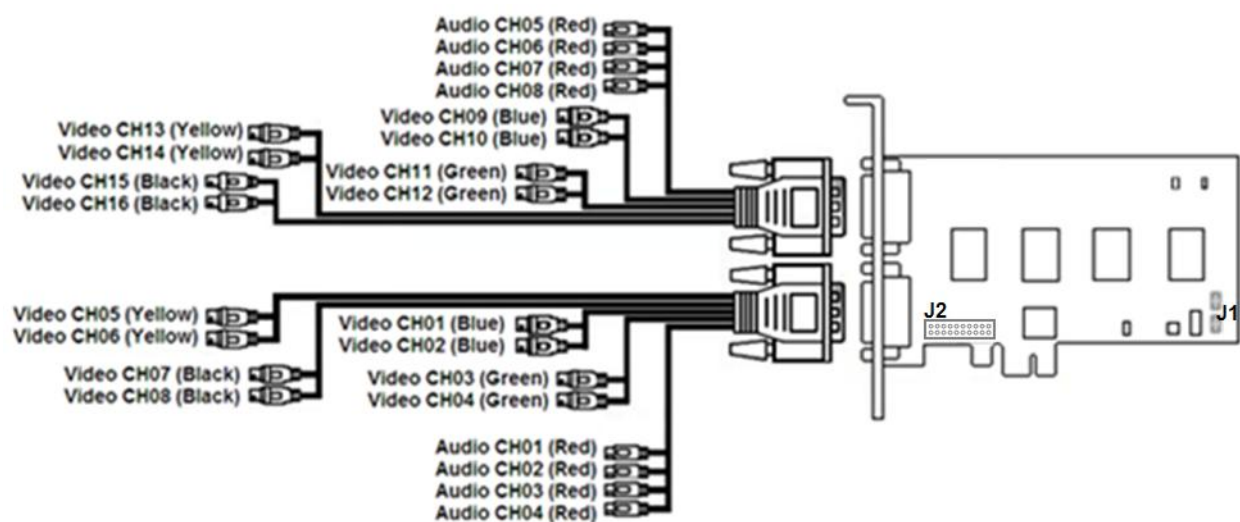 Audio CH05 (Red)
Audio CH06 (Red)
Audio CH07 (Red)
Audio CH08 (Red)
Video CH09 (Blue)
Video CH10 (Blue)
Video CH13 (Yellow)
Video CH14 (Yellow)
Video CH11 (Green)
Video CH12 (Green)
Video CH15 (Black)
Video CH16 (Black)
J2
J1
Video CH05 (Yellow)
Video CH06 (Yellow)
Video CH01 (Blue)
Video CH02 (Blue)
Video CH07 (Black)
Video CH08 (Black)
Video CH03 (Green)
Video CH04 (Green)
Audio CH01 (Red)
Audio CH02 (Red)
Audio CH03 (Red)
Audio CH04 (Red)